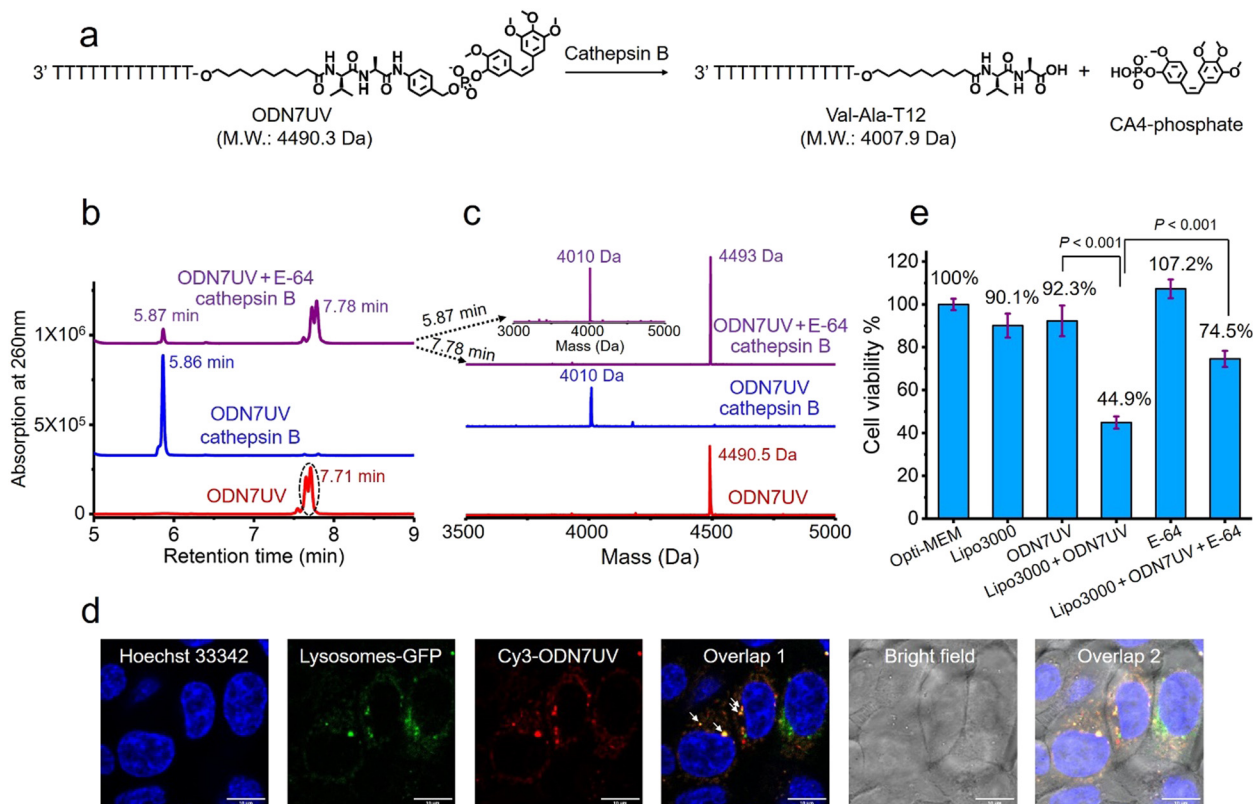 a
3' TTTTTTTTTTTT-
Cathepsin B
3' TTTTTTTTTTTT-
+
ODN7UV
(M.W.: 4490.3 Da)
Val-Ala-T12
(M.W.: 4007.9 Da)
CA4-phosphate
b
ODN7UV + E-64
cathepsin B
5.87 min
7.78 min
5.86 min
ODN7UV
cathepsin B
7.71 min
ODN7UV
Absorption at 260nm
1X10⁶
5X10⁵
0
5 6 7 8 9
Retention time (min)
5.87 min
7.78 min
c
4010 Da
3000 4000 5000
Mass (Da)
4493 Da
ODN7UV + E-64
cathepsin B
4010 Da
ODN7UV
cathepsin B
4490.5 Da
ODN7UV
3500 4000 4500 5000
Mass (Da)
e
P < 0.001
P < 0.001
Cell viability %
120
100
80
60
40
20
0
100%
90.1%
92.3%
44.9%
107.2%
74.5%
Opti-MEM
Lipo3000
ODN7UV
Lipo3000 + ODN7UV
E-64
Lipo3000 + ODN7UV + E-64
d
Hoechst 33342
Lysosomes-GFP
Cy3-ODN7UV
Overlap 1
Bright field
Overlap 2